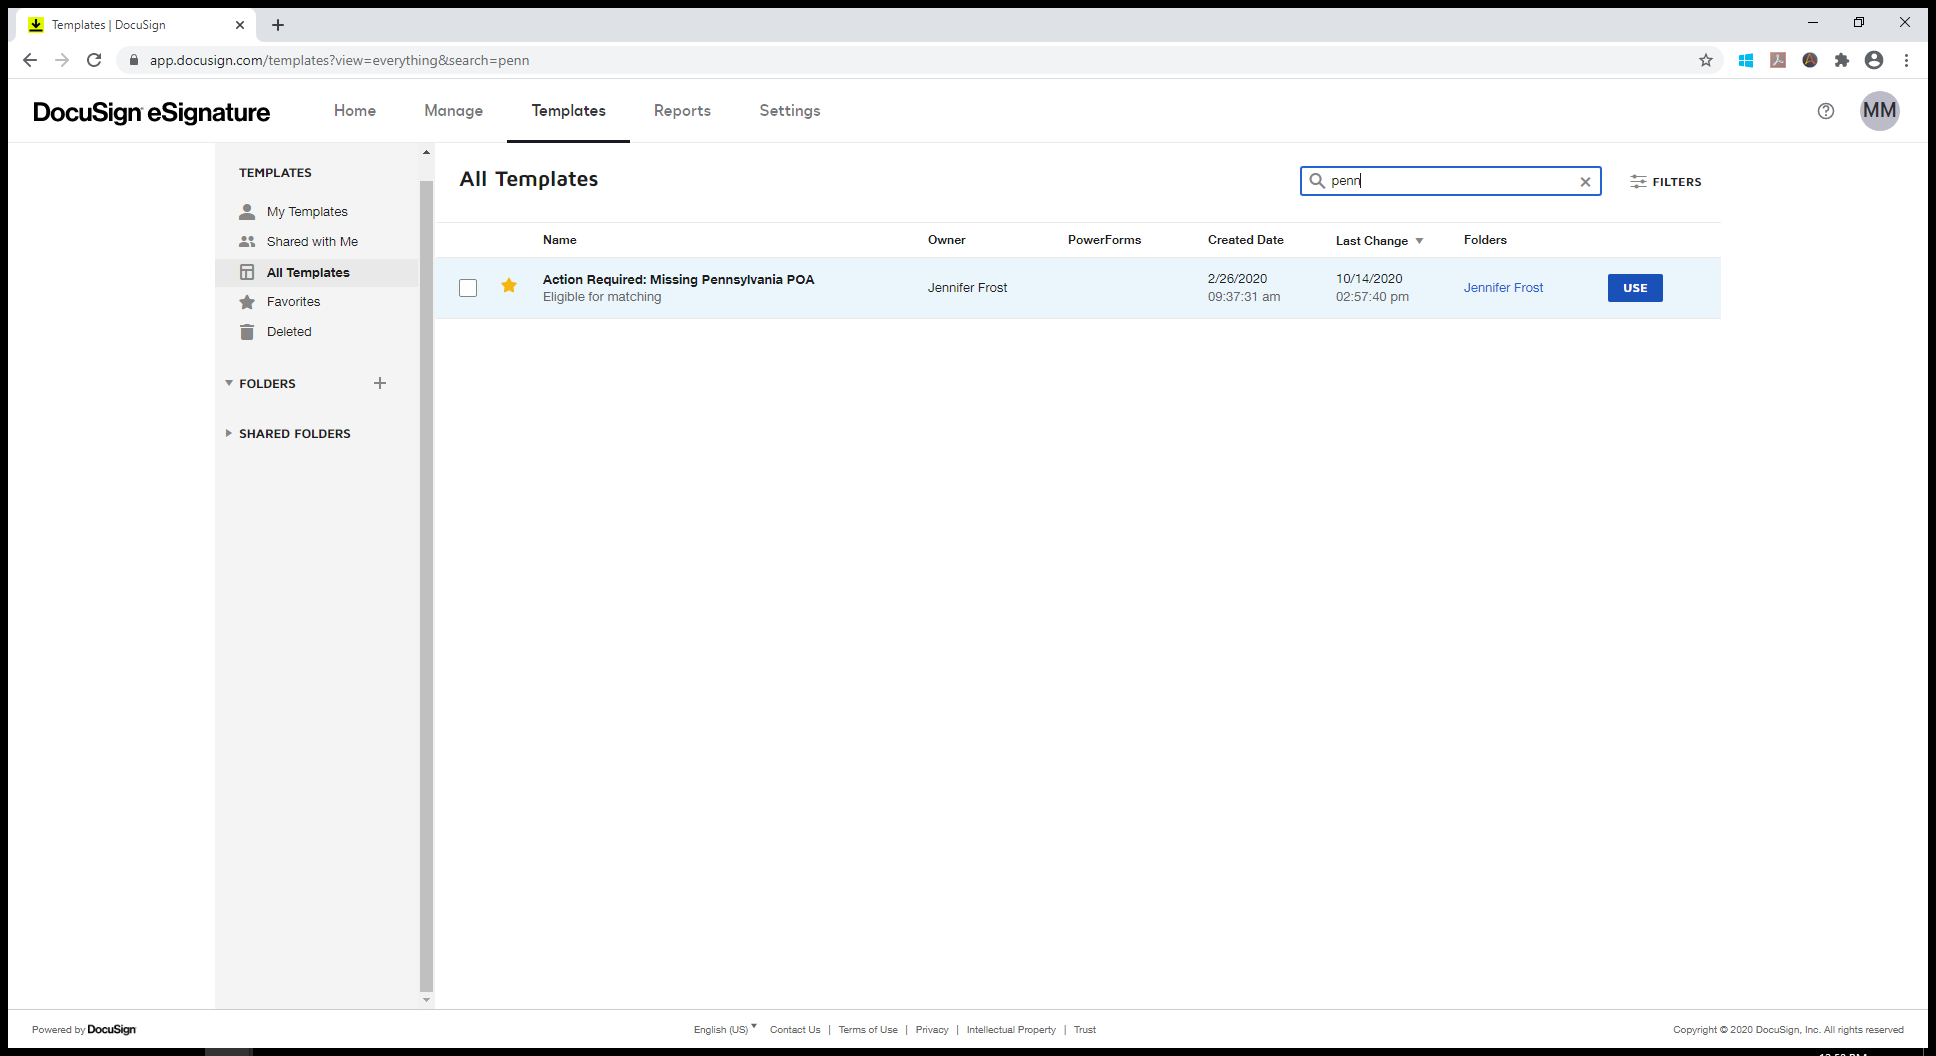 Templates | DocuSign
app.docusign.com/templates?view=everything&search=penn
DocuSign eSignature Home Manage Templates Reports Settings MM
TEMPLATES
My Templates
Shared with Me
All Templates
Favorites
Deleted
FOLDERS
SHARED FOLDERS
All Templates penn FILTERS
Name Owner PowerForms Created Date Last Change Folders
Action Required: Missing Pennsylvania POA Jennifer Frost 2/26/2020 10/14/2020 Jennifer Frost USE
Eligible for matching 09:37:31 am 02:57:40 pm
Powered by DocuSign English (US) Contact Us | Terms of Use | Privacy | Intellectual Property | Trust Copyright © 2020 DocuSign, Inc. All rights reserved